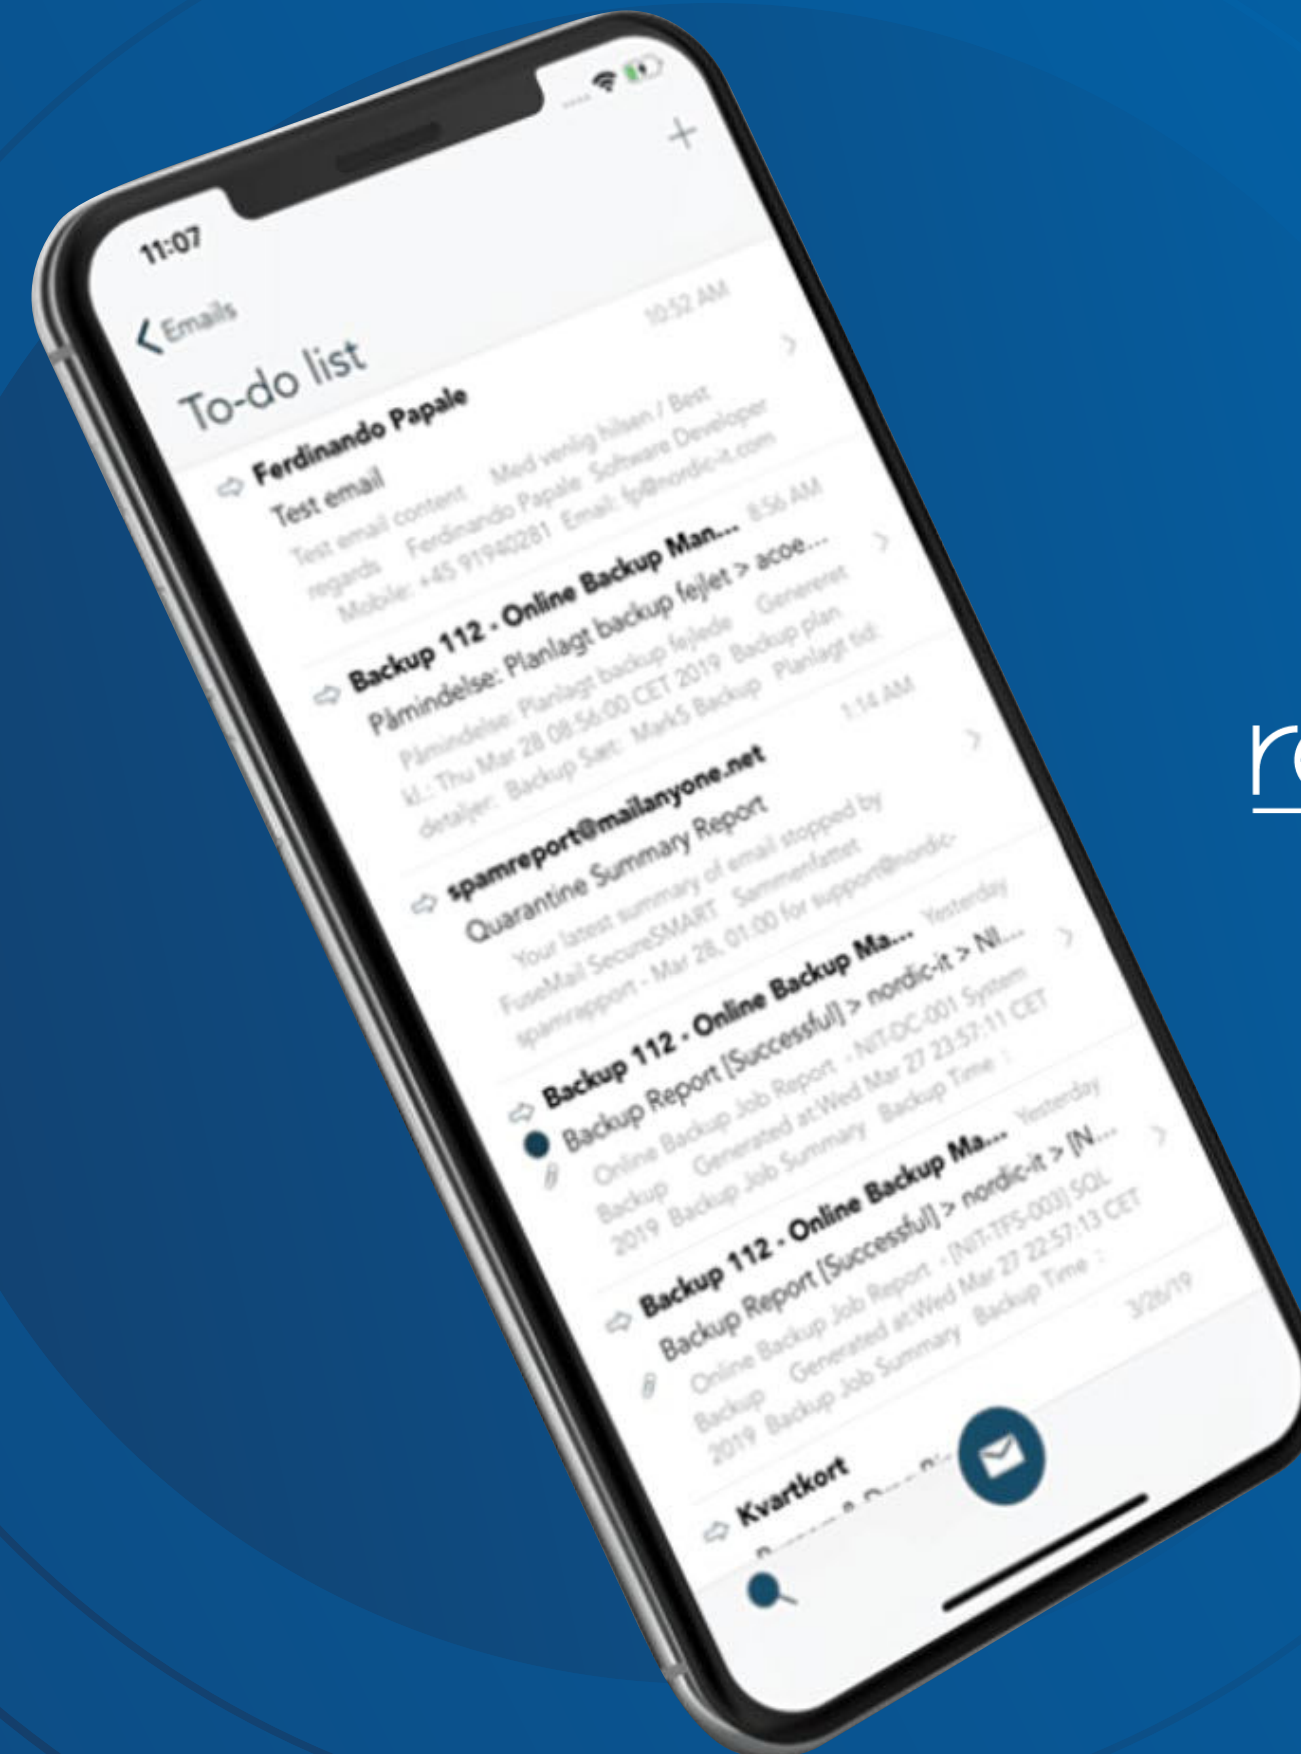 11:07
Emails
To-do list
Ferdinando Papale
10:52 AM
Test email
Test email content Med venlig hilsen / Best
regards Ferdinando Papale Software Developer
Mobile: +45 91940281 Email: fp@nordic-it.com
Backup 112 - Online Backup Man... 8:56 AM
Påmindelse: Planlagt backup fejlet > acoe...
Påmindelse: Planlagt backup fejlede Genereret
kl.: Thu Mar 28 08:56:00 CET 2019 Backup plan
detaljer: Backup Sæt: Mark5 Backup Planlagt tid:
spamreport@mailanyone.net
1:14 AM
Quarantine Summary Report
Your latest summary of email stopped by
FuseMail SecureSMART Sammenfattet
spamrapport - Mar 28, 01:00 for support@nordic-
Backup 112 - Online Backup Ma... Yesterday
Backup Report [Successful] > nordic-it > NI...
Online Backup Job Report - NIT-DC-001 System
Backup Generated at:Wed Mar 27 23:57:11 CET
2019 Backup Job Summary Backup Time :
Backup 112 - Online Backup Ma... Yesterday
Backup Report [Successful] > nordic-it > [N...
Online Backup Job Report - [NIT-TFS-003] SQL
Backup Generated at:Wed Mar 27 22:57:13 CET
2019 Backup Job Summary Backup Time :
Kvartkort
3/26/19